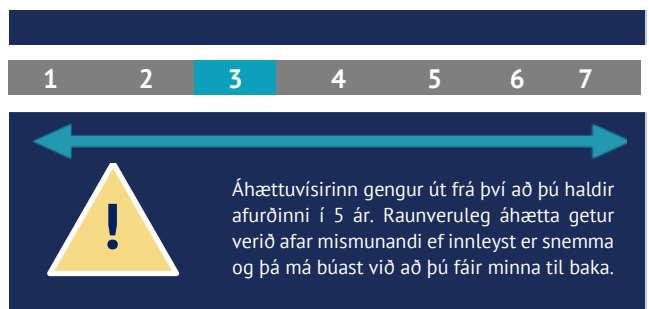 1 2 3 4 5 6 7
!
Áhættuvísirinn gengur út frá því að þú haldir
afurðinni í 5 ár. Raunveruleg áhætta getur
verið afar mismunandi ef innleyst er snemma
og þá má búast við að þú fáir minna til baka.